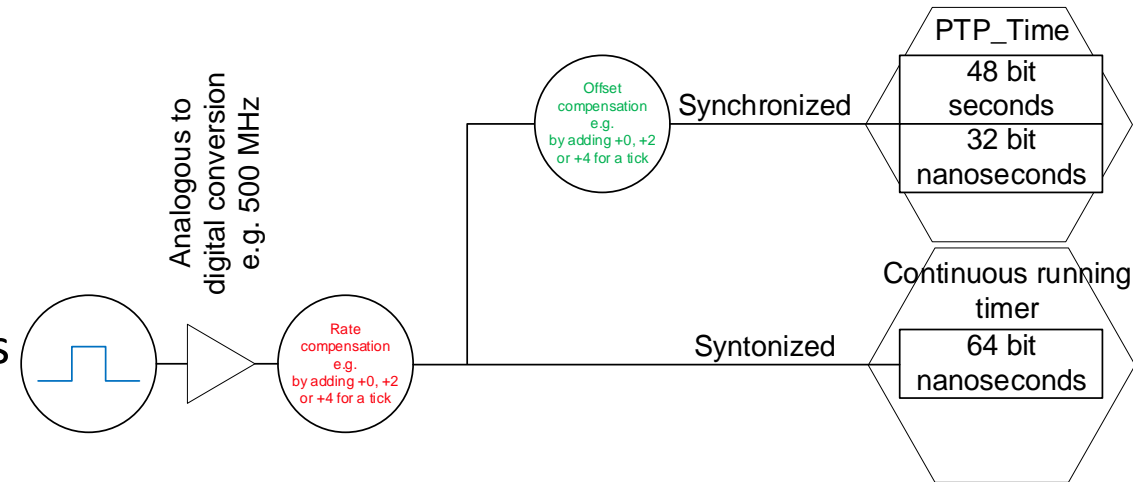 PTP_Time
48 bit
seconds
32 bit
nanoseconds
Synchronized
Offset
compensation
e.g.
by adding +0, +2
or +4 for a tick
Analogous to
digital conversion
e.g. 500 MHz
s
Rate
compensation
e.g.
by adding +0, +2
or +4 for a tick
Syntonized
Continuous running
timer
64 bit
nanoseconds